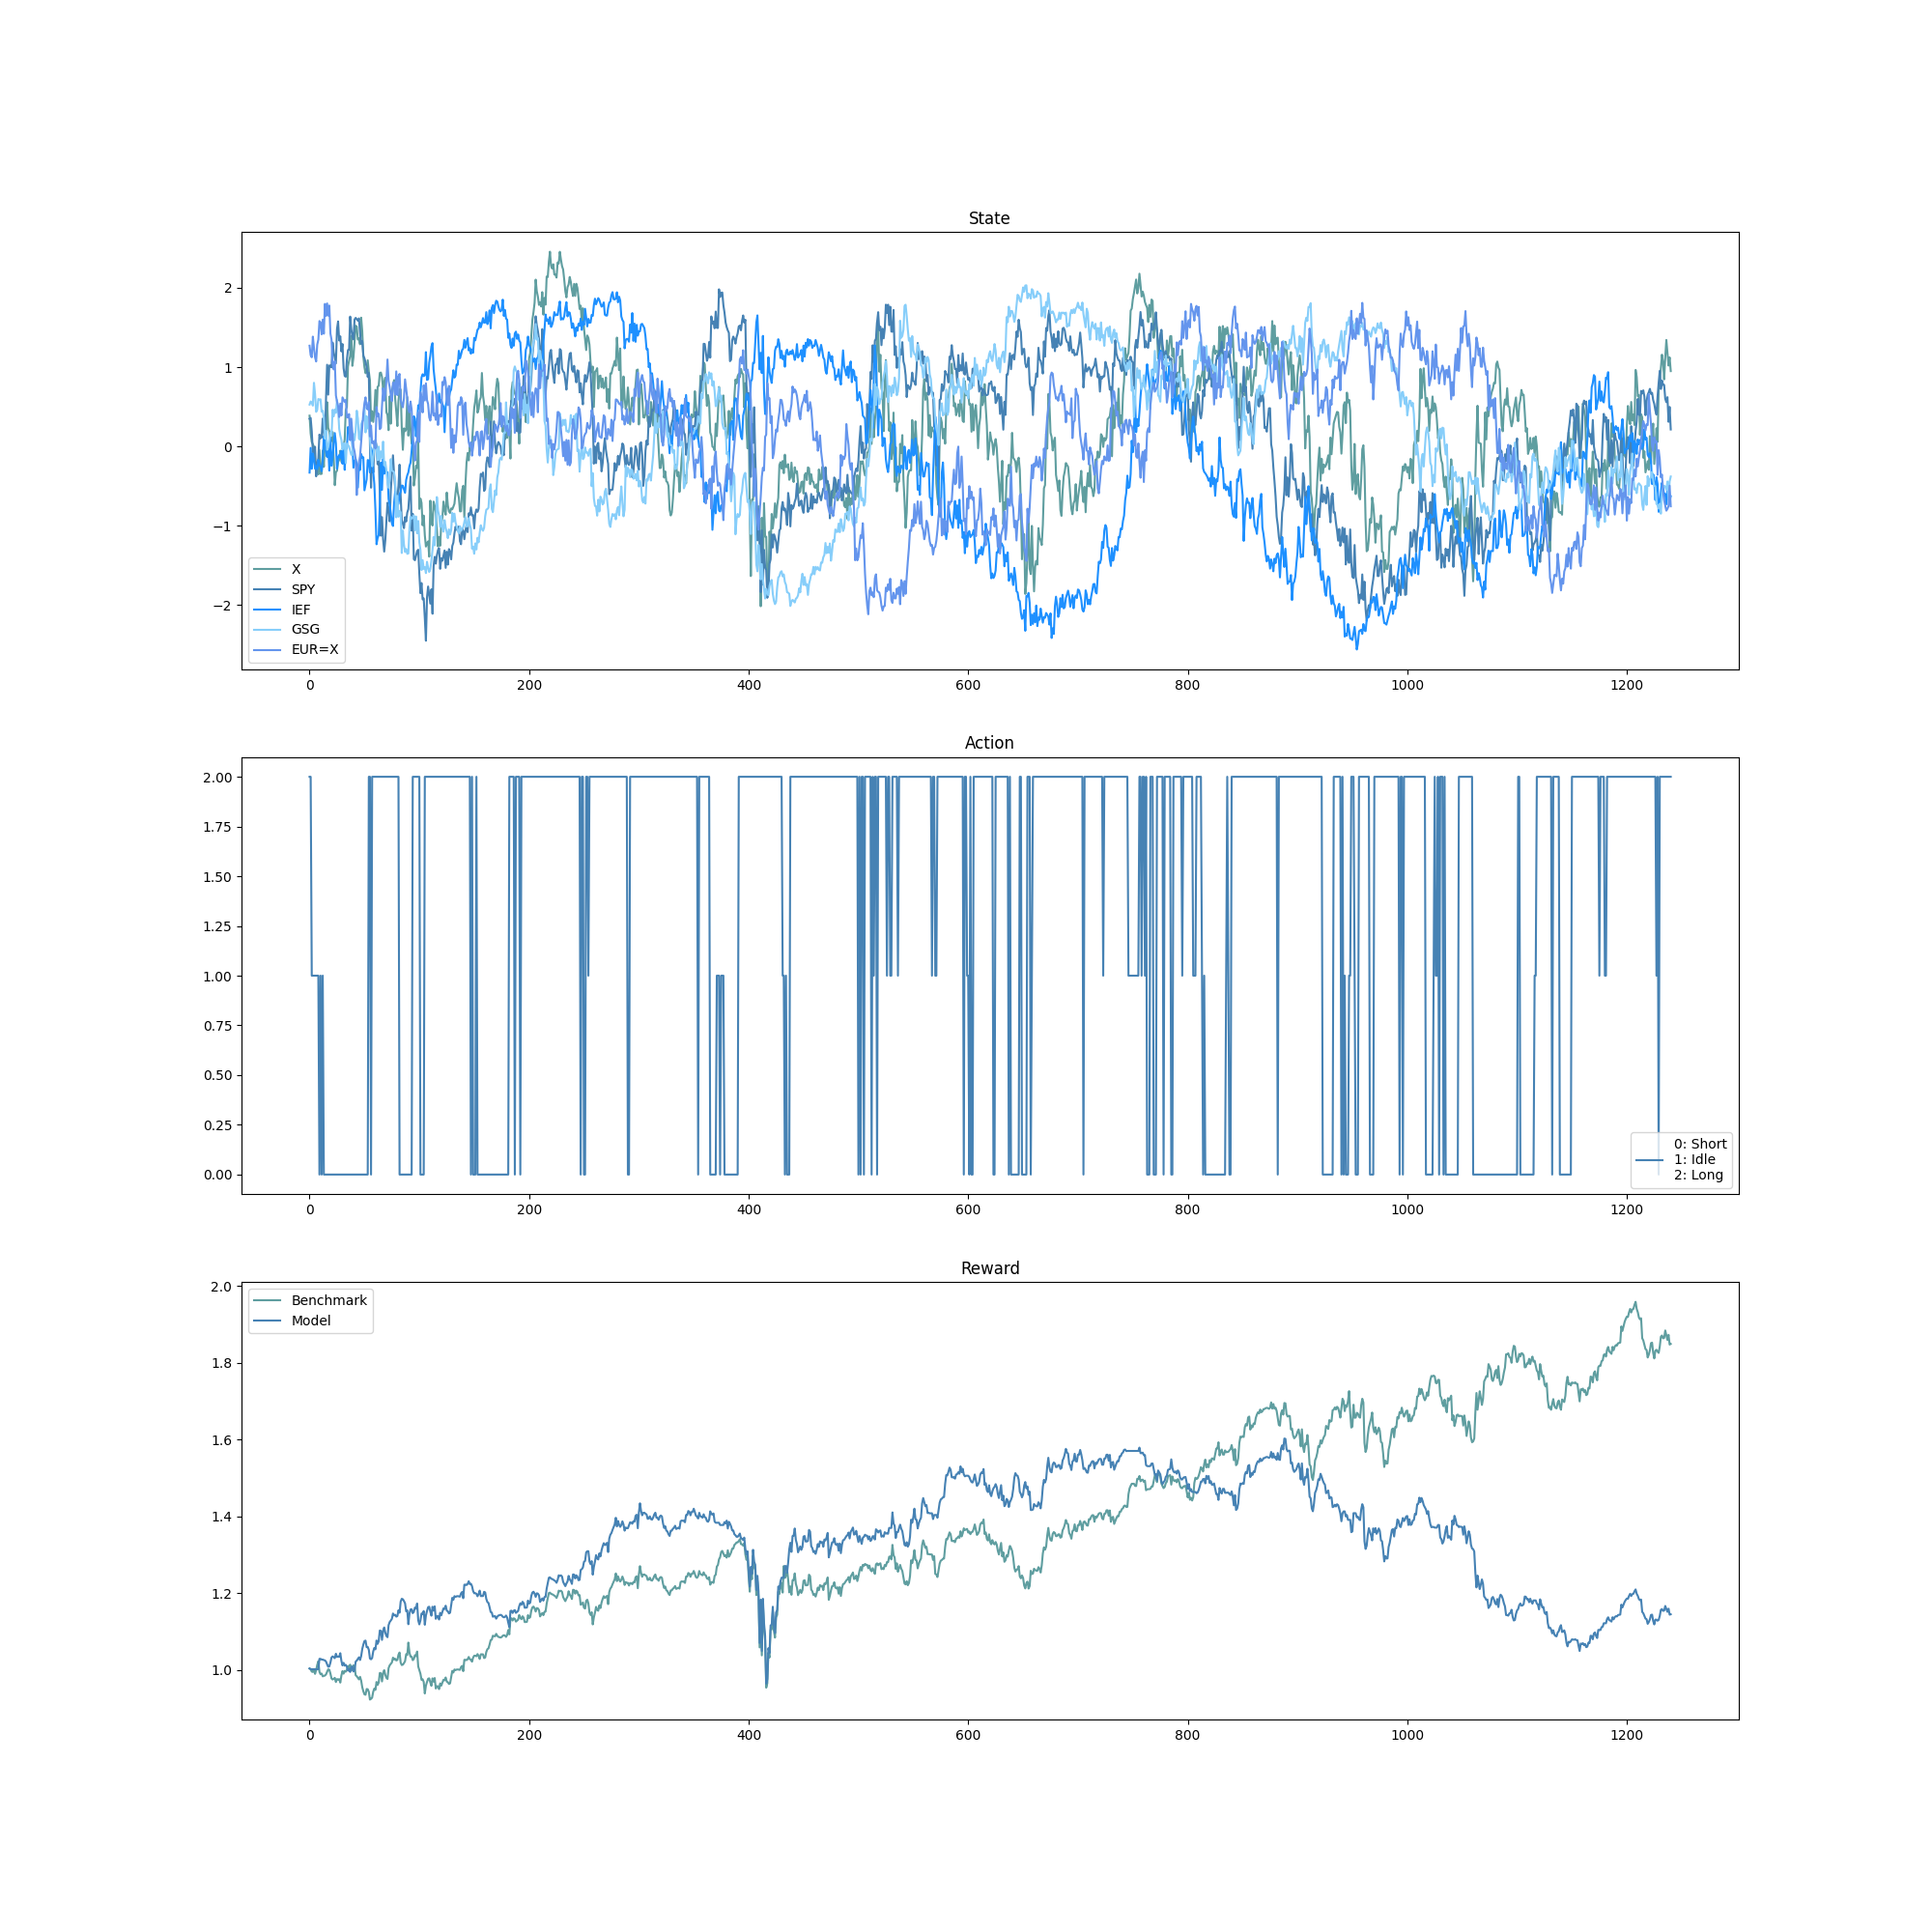 State
2
1
0
−1
−2
X
SPY
IEF
GSG
EUR=X
0 200 400 600 800 1000 1200
Action
2.00
1.75
1.50
1.25
1.00
0.75
0.50
0.25
0.00
0: Short
1: Idle
2: Long
0 200 400 600 800 1000 1200
Reward
2.0
1.8
1.6
1.4
1.2
1.0
Benchmark
Model
0 200 400 600 800 1000 1200